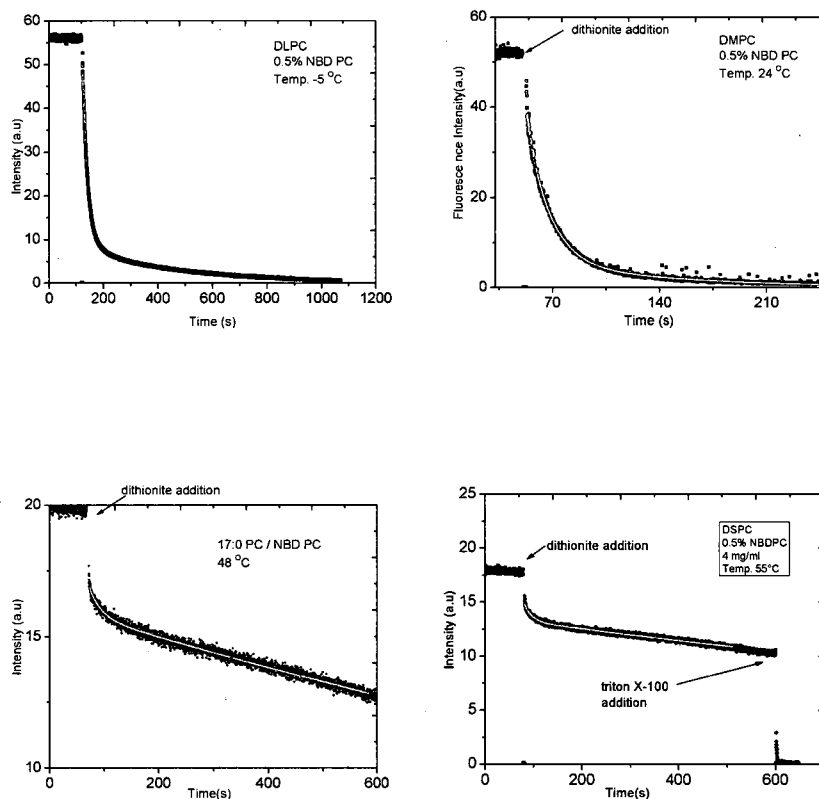 DLPC
0.5% NBD PC
Temp. -5 °C
60
50
40
30
20
10
0
Intensity (a.u)
0 200 400 600 800 1000 1200
Time (s)
dithionite addition
DMPC
0.5% NBD PC
Temp. 24 °C
60
40
20
0
Fluoresce nce Intensity(a.u)
70 140 210
Time (s)
dithionite addition
17:0 PC / NBD PC
48 °C
20
15
10
Intensity (a.u)
0 200 400 600
Time(s)
DSPC
0.5% NBDPC
4 mg/ml
Temp. 55°C
dithionite addition
triton X-100
addition
25
20
15
10
5
0
Intensity (a.u)
0 200 400 600
Time(s)